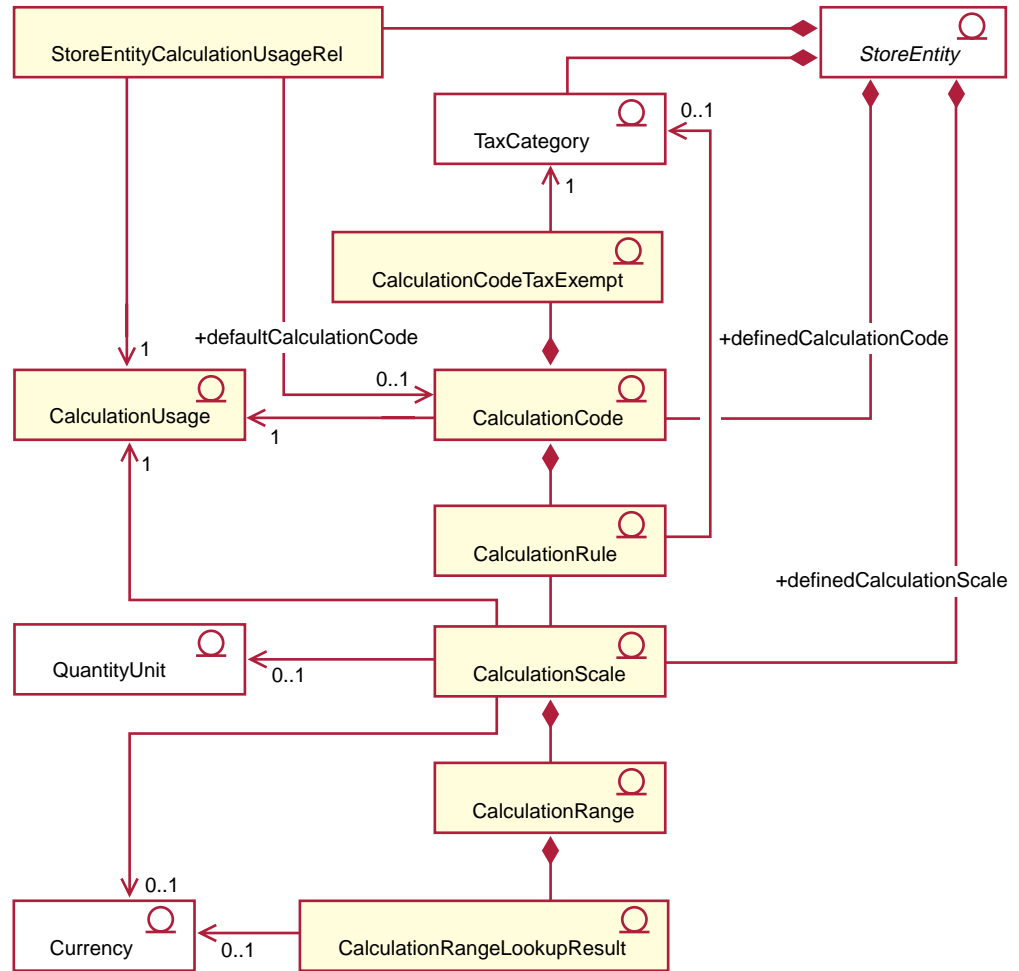 StoreEntityCalculationUsageRel
StoreEntity
0..1
TaxCategory
1
CalculationCodeTaxExempt
+defaultCalculationCode
+definedCalculationCode
1
0..1
CalculationUsage
CalculationCode
1
1
CalculationRule
+definedCalculationScale
QuantityUnit
0..1
CalculationScale
CalculationRange
0..1
Currency
0..1
CalculationRangeLookupResult